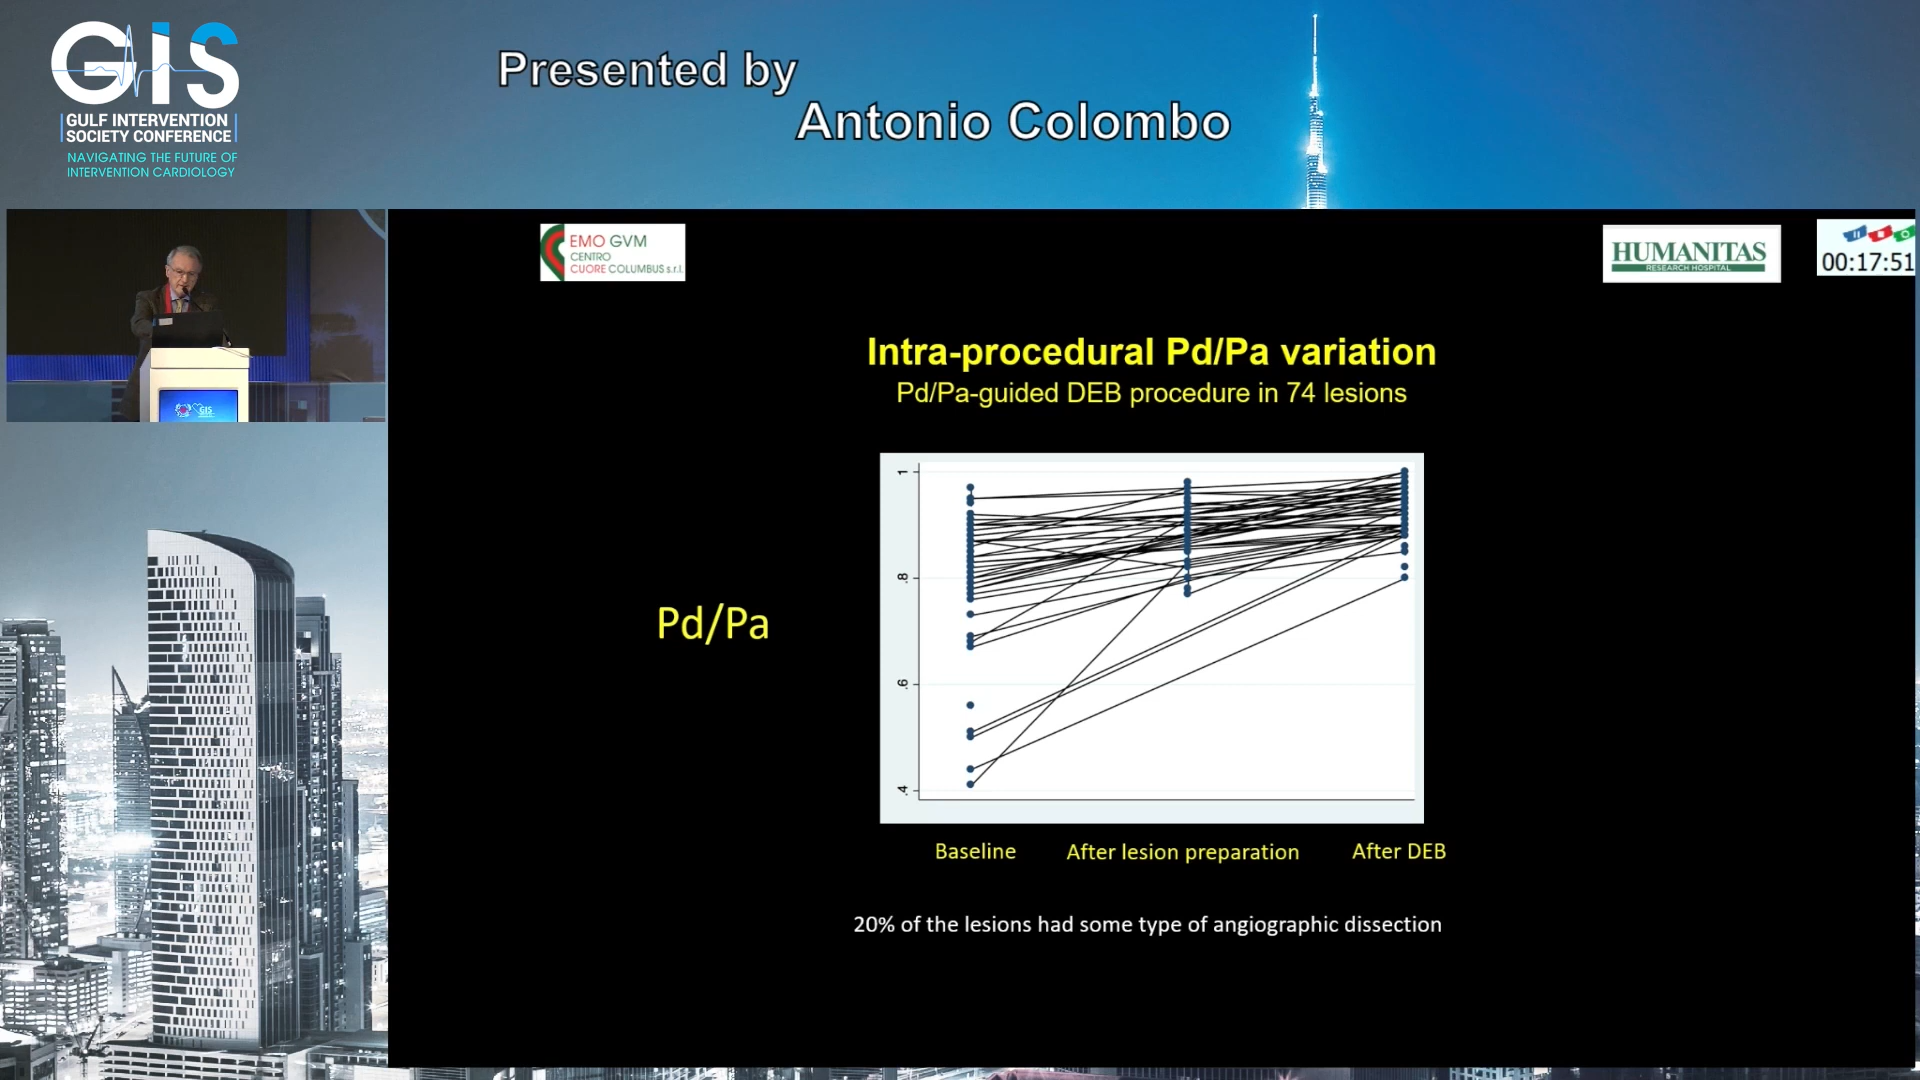 GIS
GULF INTERVENTION
SOCIETY CONFERENCE
NAVIGATING THE FUTURE OF
INTERVENTION CARDIOLOGY
Presented by
Antonio Colombo
EMO GVM
CENTRO
CUORE COLUMBUS s.r.l.
HUMANITAS
RESEARCH HOSPITAL
00:17:51
GIS
Intra-procedural Pd/Pa variation
Pd/Pa-guided DEB procedure in 74 lesions
Pd/Pa
1
.8
.6
.4
Baseline
After lesion preparation
After DEB
20% of the lesions had some type of angiographic dissection